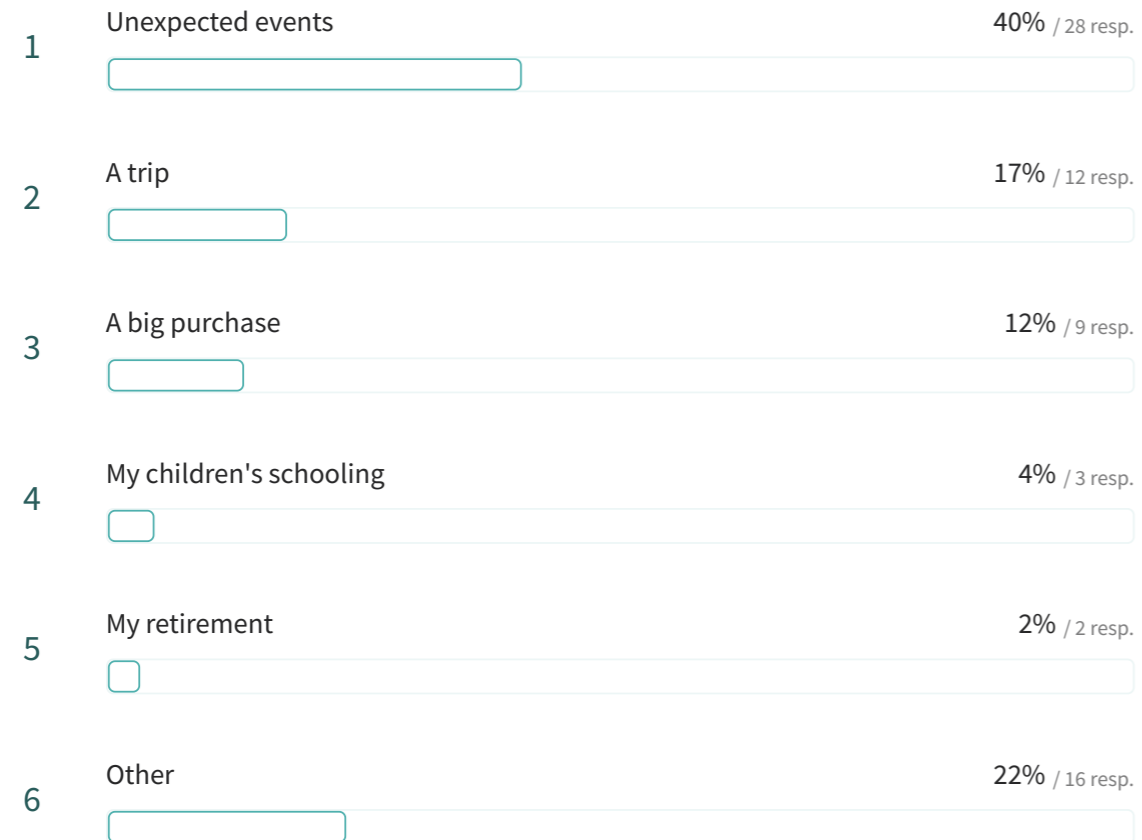 1
Unexpected events
40% / 28 resp.
2
A trip
17% / 12 resp.
3
A big purchase
12% / 9 resp.
4
My children's schooling
4% / 3 resp.
5
My retirement
2% / 2 resp.
6
Other
22% / 16 resp.